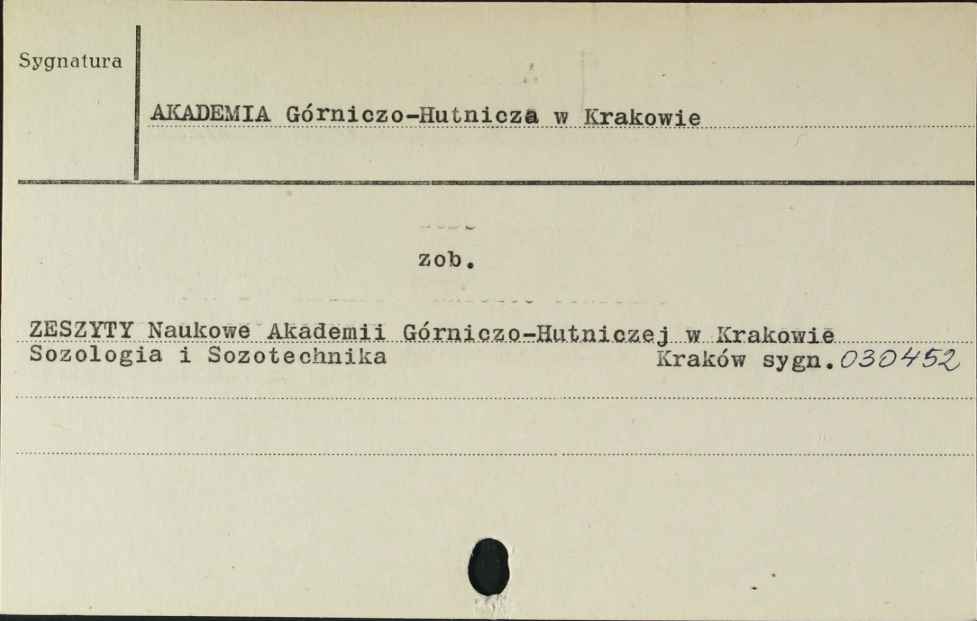 Sygnatura
AKADEMIA Górniczo-Hutnicza w Krakowie
zob.
ZESZYTY Naukowe Akademii Górniczo-Hutniczej w Krakowie
Sozologia i Sozotechnika Kraków sygn. 030452